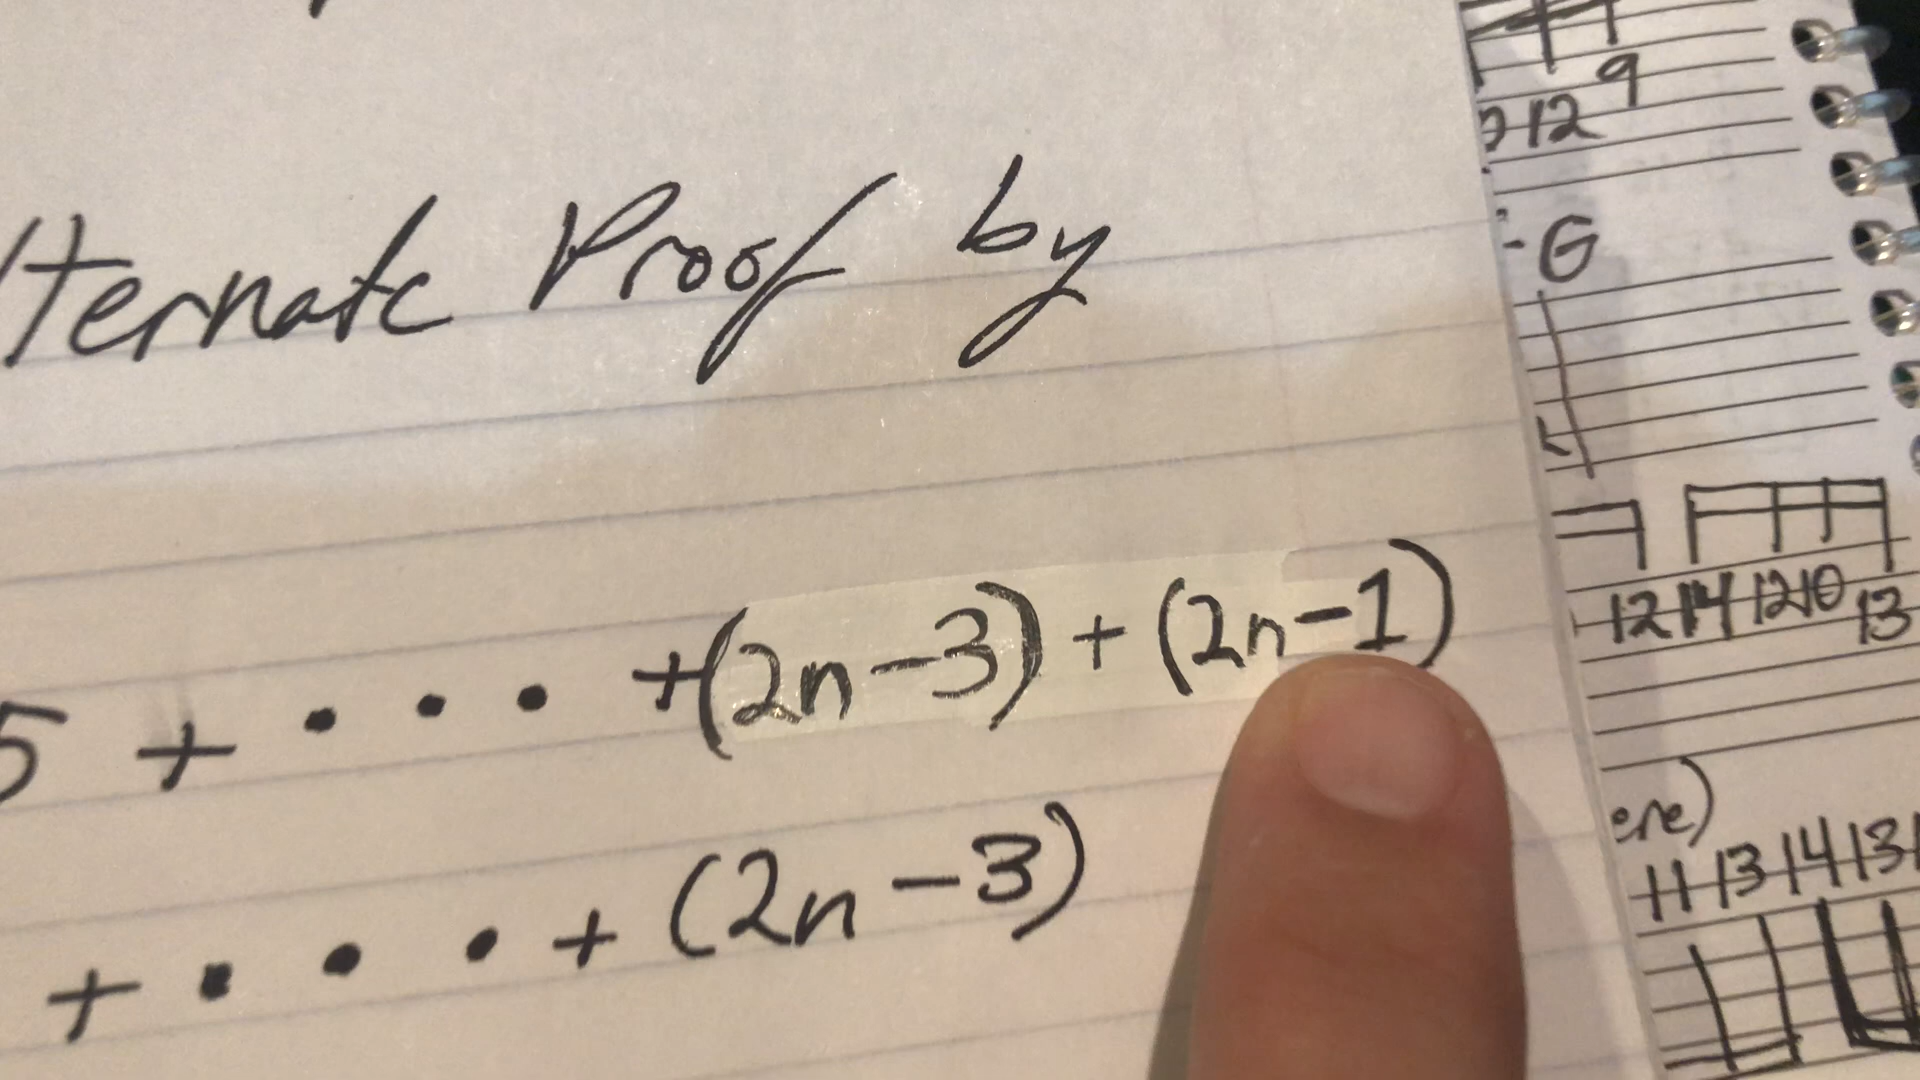 lternate Proof by
5 + • • • +(2n-3) + (2n-1)
+ • • • + (2n-3)
9
12
-G
12 14 12 10 13
ere)
11 13 14 13